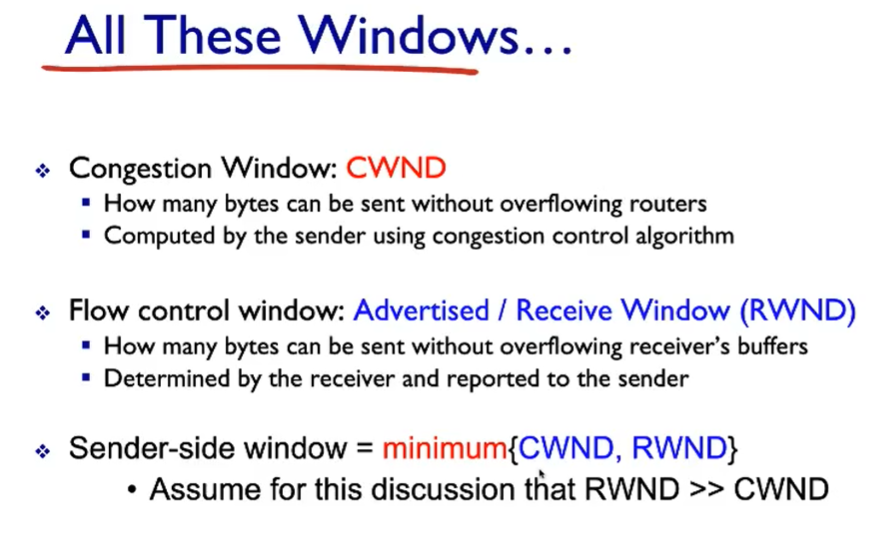 All These Windows...
❖ Congestion Window: CWND
▪ How many bytes can be sent without overflowing routers
▪ Computed by the sender using congestion control algorithm
❖ Flow control window: Advertised / Receive Window (RWND)
▪ How many bytes can be sent without overflowing receiver's buffers
▪ Determined by the receiver and reported to the sender
❖ Sender-side window = minimum{CWND, RWND}
• Assume for this discussion that RWND >> CWND